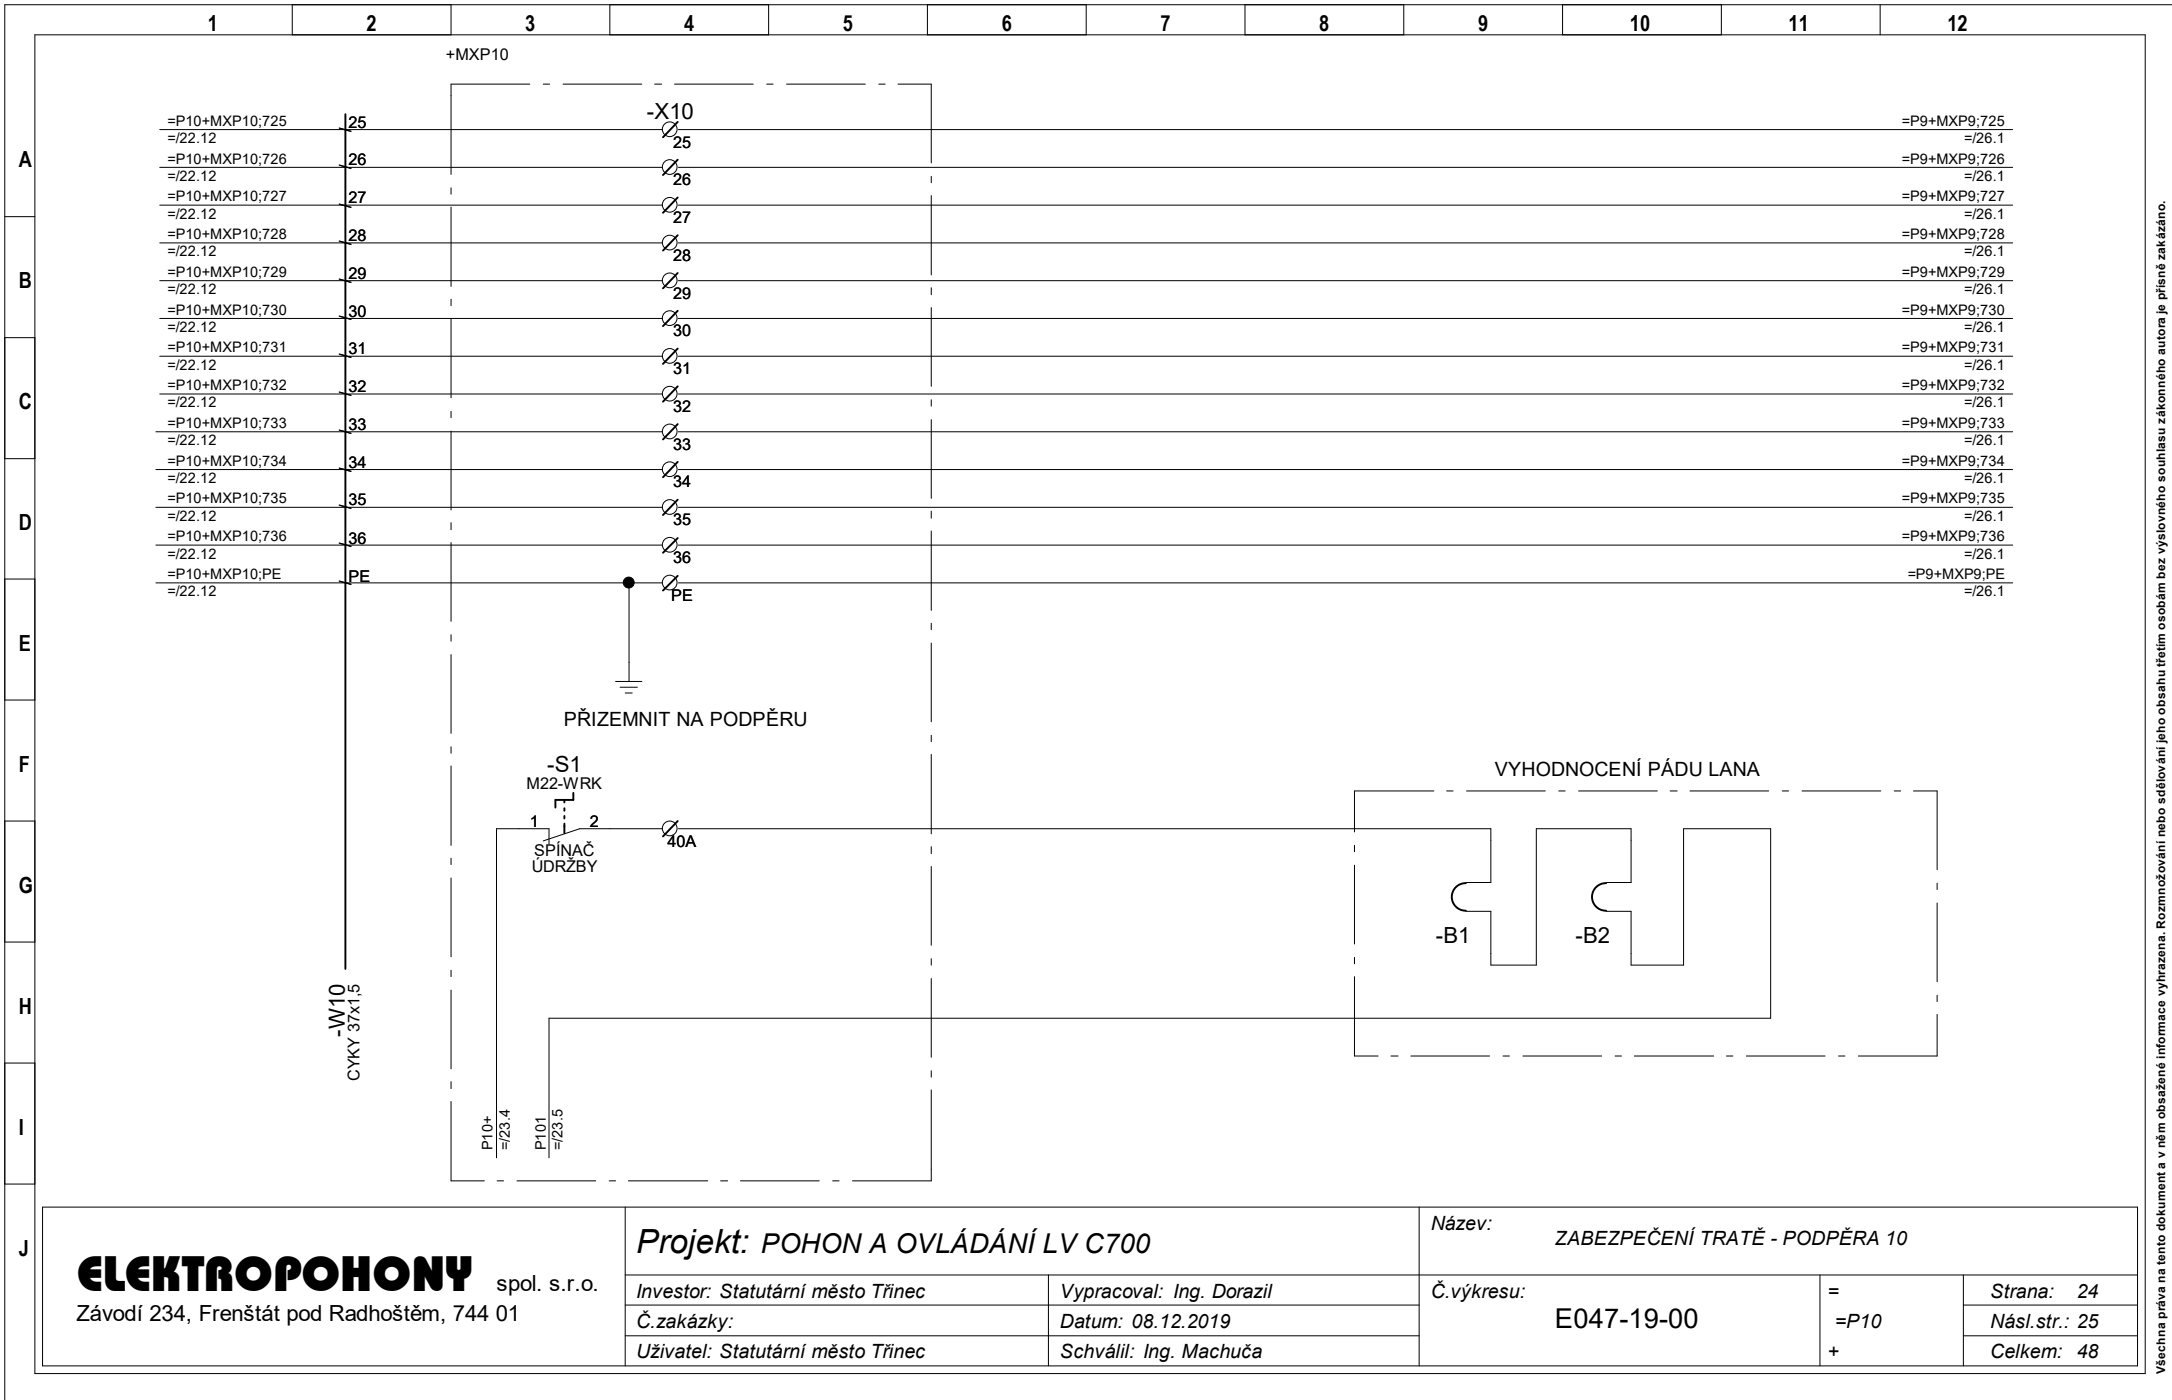 1 2 3 4 5 6 7 8 9 10 11 12
+MXP10
-X10
A
=P10+MXP10;725 25 25 =P9+MXP9;725
=/22.12 =/26.1
=P10+MXP10;726 26 26 =P9+MXP9;726
=/22.12 =/26.1
=P10+MXP10;727 27 27 =P9+MXP9;727
=/22.12 =/26.1
B
=P10+MXP10;728 28 28 =P9+MXP9;728
=/22.12 =/26.1
=P10+MXP10;729 29 29 =P9+MXP9;729
=/22.12 =/26.1
=P10+MXP10;730 30 30 =P9+MXP9;730
=/22.12 =/26.1
C
=P10+MXP10;731 31 31 =P9+MXP9;731
=/22.12 =/26.1
=P10+MXP10;732 32 32 =P9+MXP9;732
=/22.12 =/26.1
=P10+MXP10;733 33 33 =P9+MXP9;733
=/22.12 =/26.1
D
=P10+MXP10;734 34 34 =P9+MXP9;734
=/22.12 =/26.1
=P10+MXP10;735 35 35 =P9+MXP9;735
=/22.12 =/26.1
=P10+MXP10;736 36 36 =P9+MXP9;736
=/22.12 =/26.1
=P10+MXP10;PE PE PE =P9+MXP9;PE
=/22.12 =/26.1
E
PŘIZEMNIT NA PODPĚRU
F
-S1
M22-WRK
1 2
SPÍNAČ
ÚDRŽBY
40A
VYHODNOCENÍ PÁDU LANA
G
-B1 -B2
H
-W10
CYKY 37x1,5
I
P10+
=/23.4
P101
=/23.5
J
ELEKTROPOHONY spol. s.r.o.
Závodí 234, Frenštát pod Radhoštěm, 744 01
Projekt: POHON A OVLÁDÁNÍ LV C700
Investor: Statutární město Třinec
Vypracoval: Ing. Dorazil
Č.zakázky:
Datum: 08.12.2019
Uživatel: Statutární město Třinec
Schválil: Ing. Machuča
Název: ZABEZPEČENÍ TRATĚ - PODPĚRA 10
Č.výkresu:
E047-19-00
=
=P10
+
Strana: 24
Násl.str.: 25
Celkem: 48
Všechna práva na tento dokument a v něm obsažené informace vyhrazena. Rozmnožování nebo sdělování jeho obsahu třetím osobám bez výslovného souhlasu zákonného autora je přísně zakázáno.